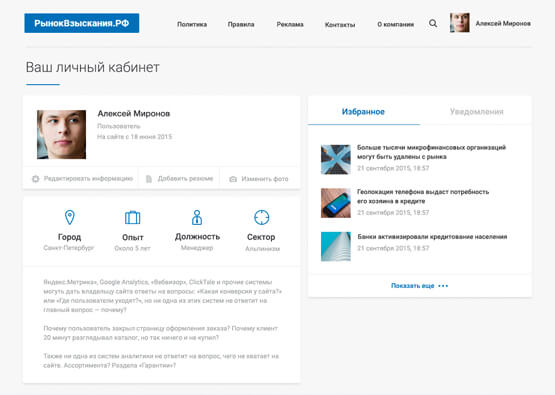 РынокВзыскания.РФ
Политика
Правила
Реклама
Контакты
О компании
Алексей Миронов
Ваш личный кабинет
Алексей Миронов
Пользователь
На сайте с 18 июня 2015
Редактировать информацию
Добавить резюме
Изменить фото
Город
Санкт-Петербург
Опыт
Около 5 лет
Должность
Менеджер
Сектор
Альпинизм
Яндекс.Метрика», Google Analytics, «Вебвизор», ClickTale и прочие системы
могуть дать владельцу сайта ответы на вопросы: «Какая конверсия у сайта?»
или «Где пользователи уходят?», но ни одна из этих систем не ответит на
главный вопрос — почему?
Почему пользователь закрыл страницу оформления заказа? Почему клиент
20 минут разглядывал каталог, но так ничего и не купил?
Также ни одна из систем аналитики не ответит на вопрос, чего не хватает на
сайте. Ассортимента? Раздела «Гарантии»?
Избранное
Уведомления
Больше тысячи микрофинансовых организаций
могут быть удалены с рынка
21 сентября 2015, 18:57
Геолокация телефона выдаст потребность
его хозяина в кредите
21 сентября 2015, 18:57
Банки активизировали кредитование населения
21 сентября 2015, 18:57
Показать еще •••